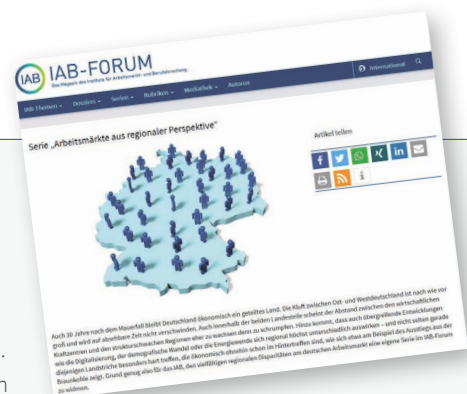 IAB IAB-FORUM
Das Magazin des Instituts für Arbeitsmarkt- und Berufsforschung
IAB-Themen Dossiers Serien Rubriken Mediathek Autoren International
Serie „Arbeitsmärkte aus regionaler Perspektive"
Artikel teilen
Auch 30 Jahre nach dem Mauerfall bleibt Deutschland ökonomisch ein geteiltes Land. Die Kluft zwischen Ost- und Westdeutschland ist nach wie vor
groß und wird auf absehbare Zeit nicht verschwinden. Auch innerhalb der beiden Landesteile scheint der Abstand zwischen den wirtschaftlichen
Kraftzentren und den strukturschwachen Regionen eher zu wachsen denn zu schrumpfen. Hinzu kommt, dass auch übergreifende Entwicklungen
wie die Digitalisierung, der demografische Wandel oder die Energiewende sich regional höchst unterschiedlich auswirken – und nicht selten gerade
diejenigen Landstriche besonders hart treffen, die ökonomisch ohnehin schon im Hintertreffen sind, wie sich etwa am Beispiel des Ausstiegs aus der
Braunkohle zeigt. Grund genug also für das IAB, den vielfältigen regionalen Disparitäten am deutschen Arbeitsmarkt eine eigene Serie im IAB-Forum
zu widmen.